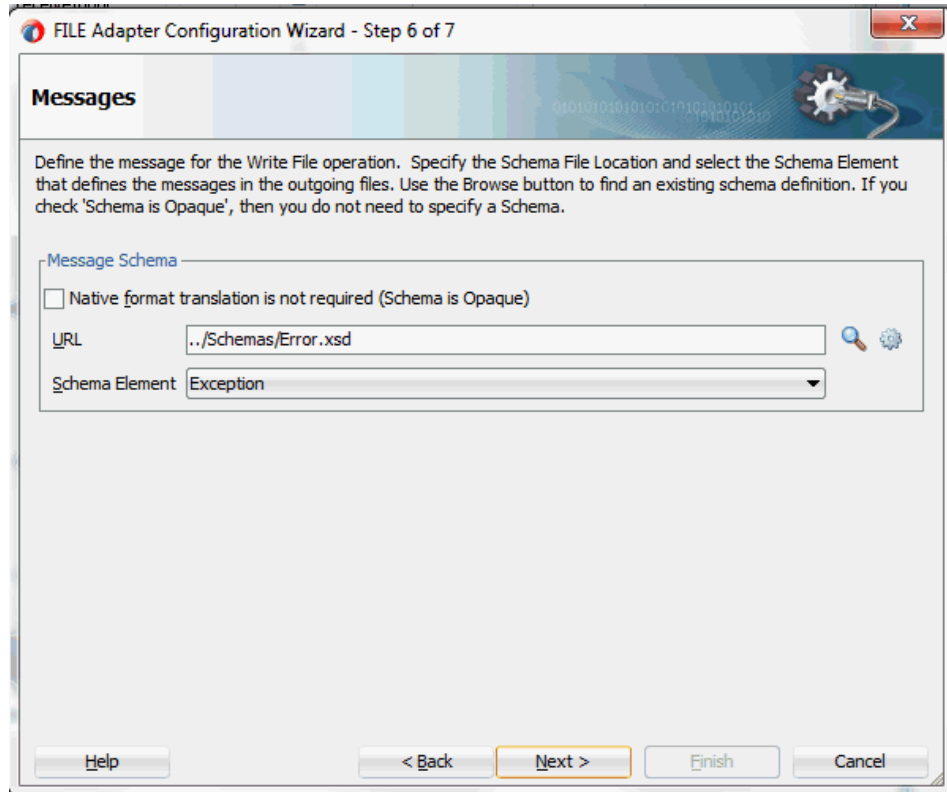 FILE Adapter Configuration Wizard - Step 6 of 7
Messages
Define the message for the Write File operation. Specify the Schema File Location and select the Schema Element
that defines the messages in the outgoing files. Use the Browse button to find an existing schema definition. If you
check 'Schema is Opaque', then you do not need to specify a Schema.
Message Schema
Native format translation is not required (Schema is Opaque)
URL ../Schemas/Error.xsd
Schema Element Exception
Help < Back Next > Finish Cancel